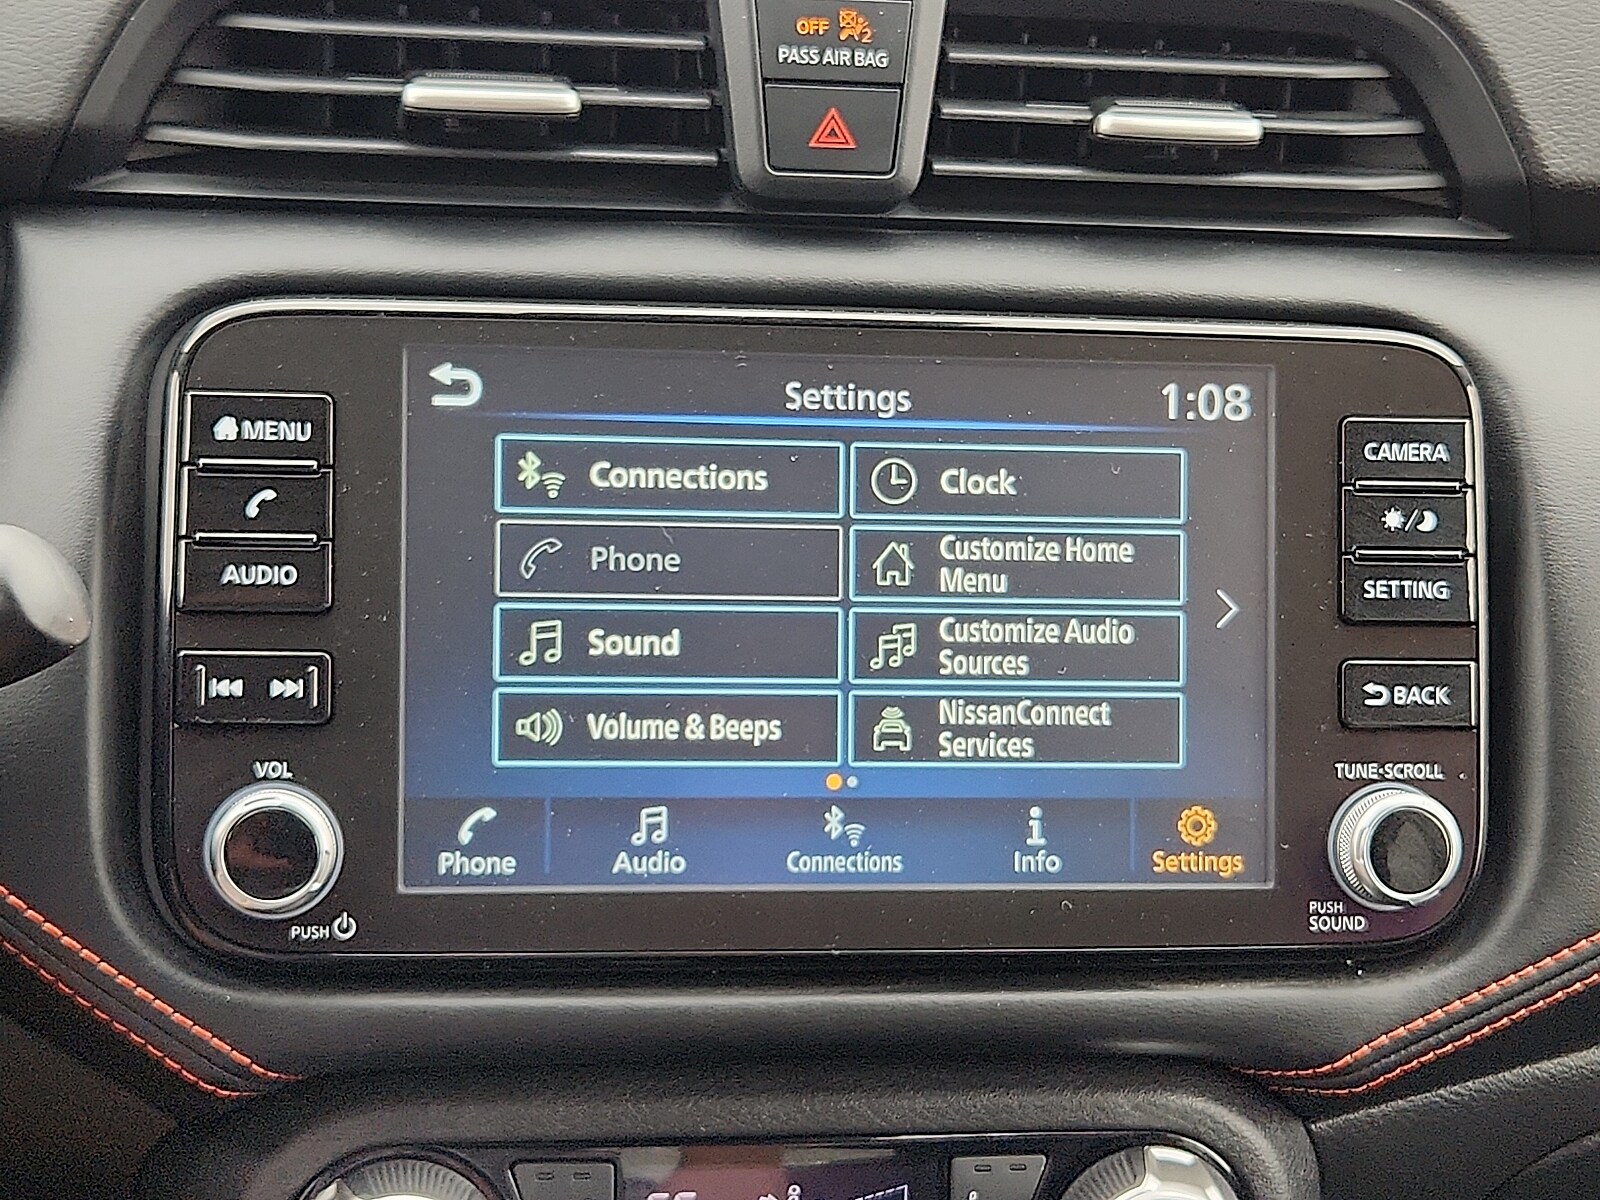 OFF
2
PASS AIR BAG
Settings
1:08
MENU
AUDIO
VOL
PUSH
Connections
Clock
Phone
Customize Home
Menu
Sound
Customize Audio
Sources
Volume & Beeps
NissanConnect
Services
Phone
Audio
Connections
Info
Settings
CAMERA
SETTING
BACK
TUNE·SCROLL
PUSH
SOUND